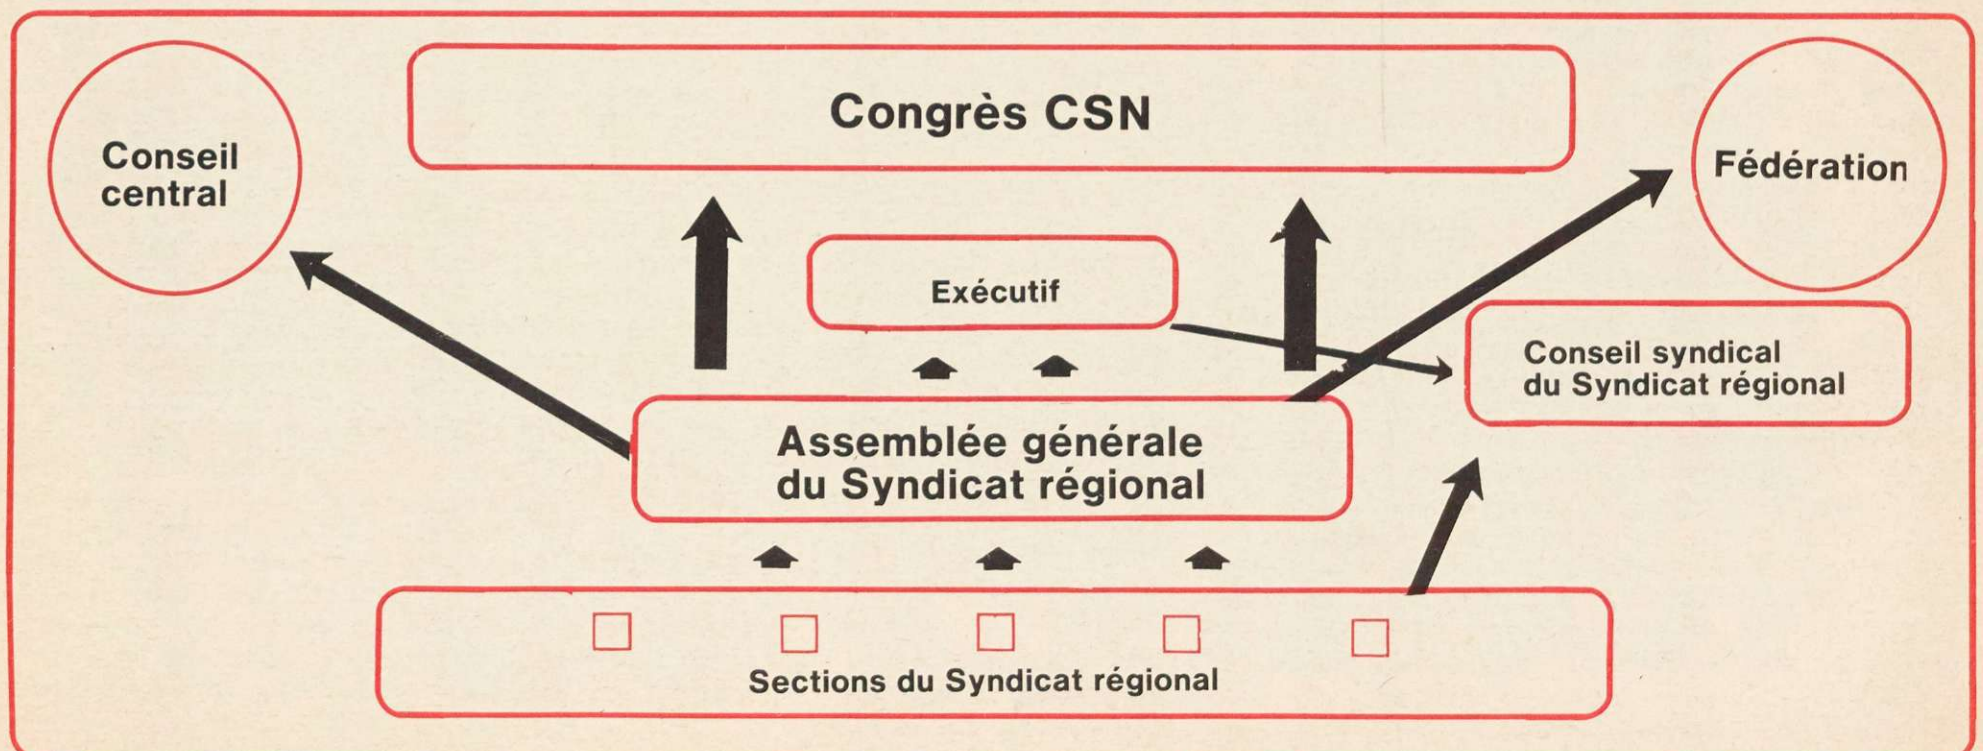 Congrès CSN
Conseil
central
Fédération
Exécutif
Conseil syndical
du Syndicat régional
Assemblée générale
du Syndicat régional
Sections du Syndicat régional